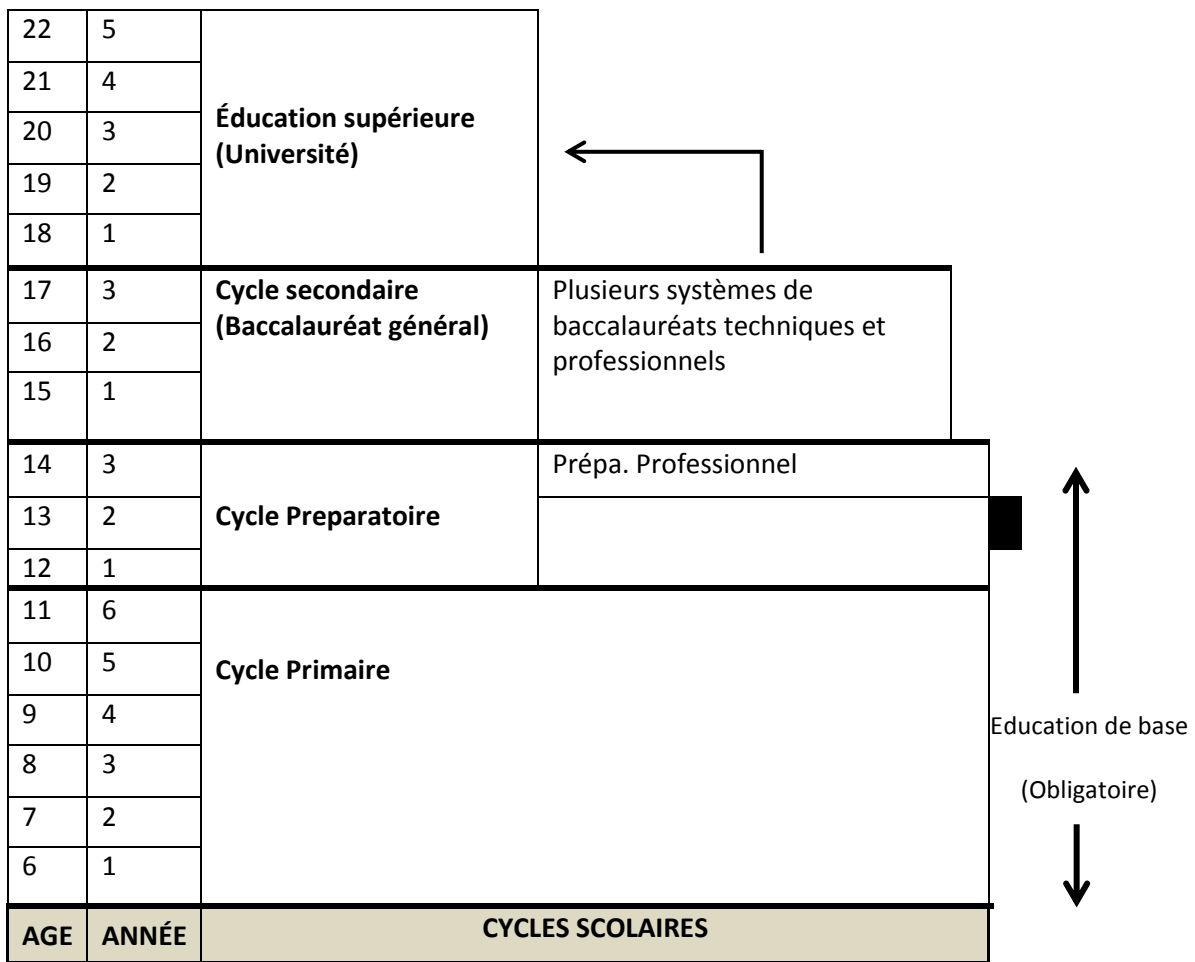 22 5
21 4
Éducation supérieure
20 3
(Université)
19 2
18 1
17 3 Cycle secondaire Plusieurs systèmes de
(Baccalauréat général) baccalauréats techniques et
16 2
professionnels
15 1
14 3 Prépa. Professionnel
13 2 Cycle Preparatoire
12 1
11 6
10 5 Cycle Primaire
9 4
Education de base
8 3
(Obligatoire)
7 2
6 1
AGE ANNÉE CYCLES SCOLAIRES